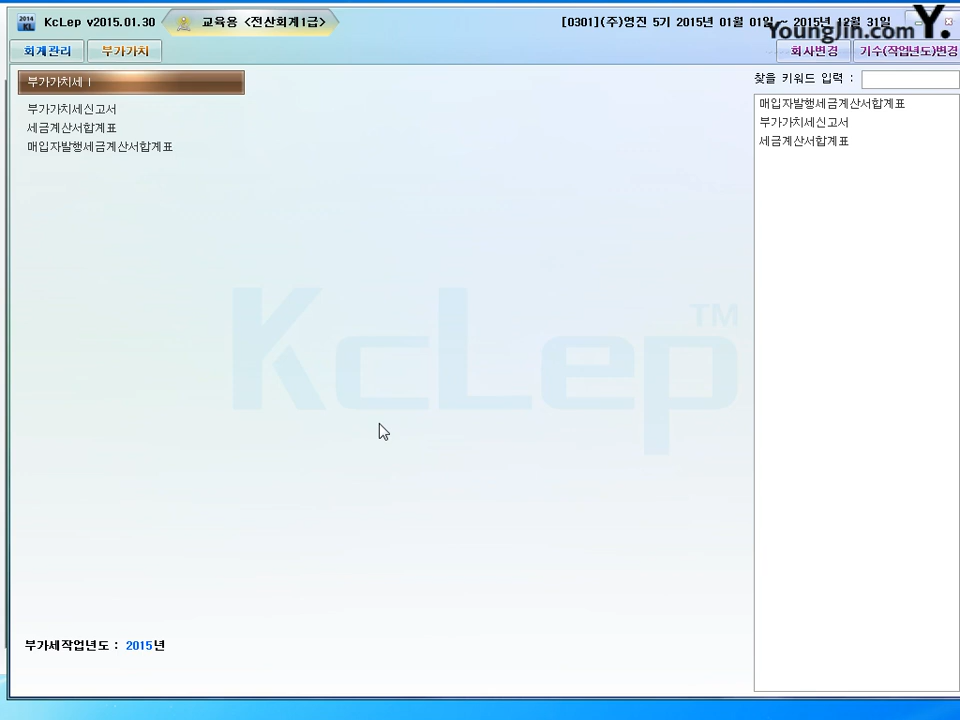 2014 KL KcLep v2015.01.30 교육용 <전산회계1급> [0301](주)영진 5기 2015년 01월 01일 ~ 2015년 12월 31일
YoungJin.com Y.
회계관리 부가가치 회사변경 기수(작업년도)변경
부가가치세 I 찾을 키워드 입력 :
부가가치세신고서
세금계산서합계표
매입자발행세금계산서합계표
매입자발행세금계산서합계표
부가가치세신고서
세금계산서합계표
KcLep TM
부가세작업년도 : 2015년